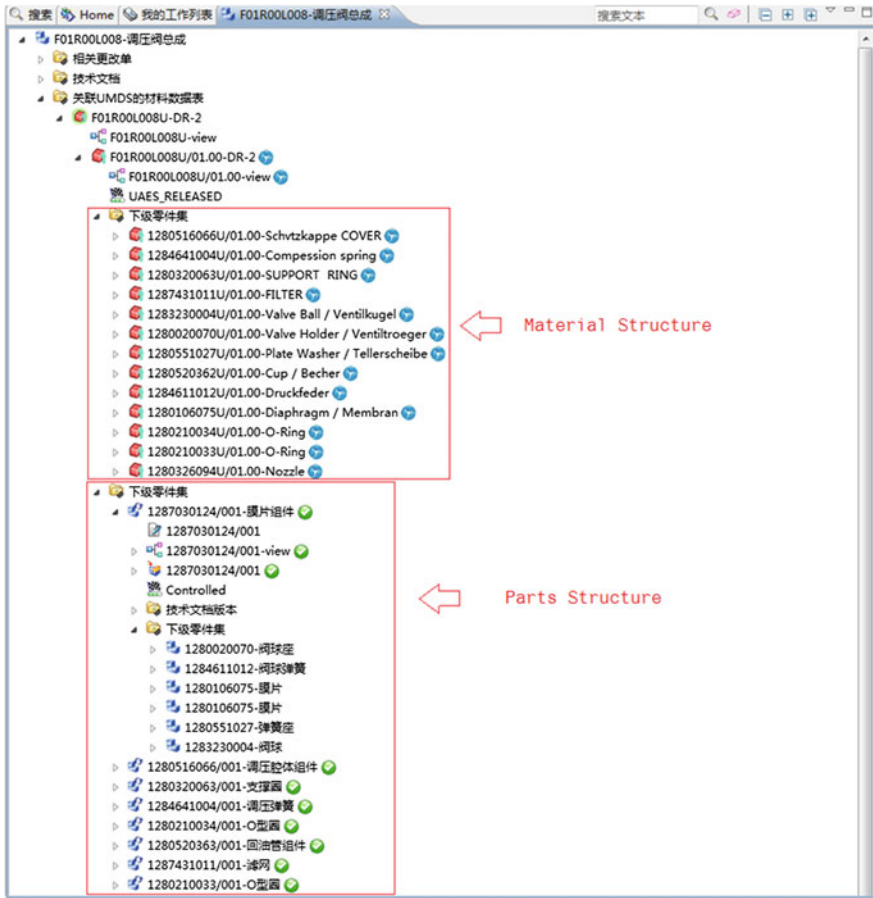 搜索 Home 我的工作列表 F01R00L008-调压阀总成 搜索文本
F01R00L008-调压阀总成
相关更改单
技术文档
关联UMDS的材料数据表
F01R00L008U-DR-2
F01R00L008U-view
F01R00L008U/01.00-DR-2
F01R00L008U/01.00-view
UAES_RELEASED
下级零件集
1280516066U/01.00-Schvtzkappe COVER
1284641004U/01.00-Compession spring
1280320063U/01.00-SUPPORT RING
1287431011U/01.00-FILTER
1283230004U/01.00-Valve Ball / Ventilkugel
1280020070U/01.00-Valve Holder / Ventiltroeger
1280551027U/01.00-Plate Washer / Tellerscheibe
1280520362U/01.00-Cup / Becher
1284611012U/01.00-Druckfeder
1280106075U/01.00-Diaphragm / Membran
1280210034U/01.00-O-Ring
1280210033U/01.00-O-Ring
1280326094U/01.00-Nozzle
Material Structure
下级零件集
1287030124/001-膜片组件
1287030124/001
1287030124/001-view
1287030124/001
Controlled
技术文档版本
下级零件集
1280020070-阀球座
1284611012-阀球弹簧
1280106075-膜片
1280106075-膜片
1280551027-弹簧座
1283230004-阀球
1280516066/001-调压腔体组件
1280320063/001-支撑圈
1284641004/001-调压弹簧
1280210034/001-O型圈
1280520363/001-回油管组件
1287431011/001-滤网
1280210033/001-O型圈
Parts Structure